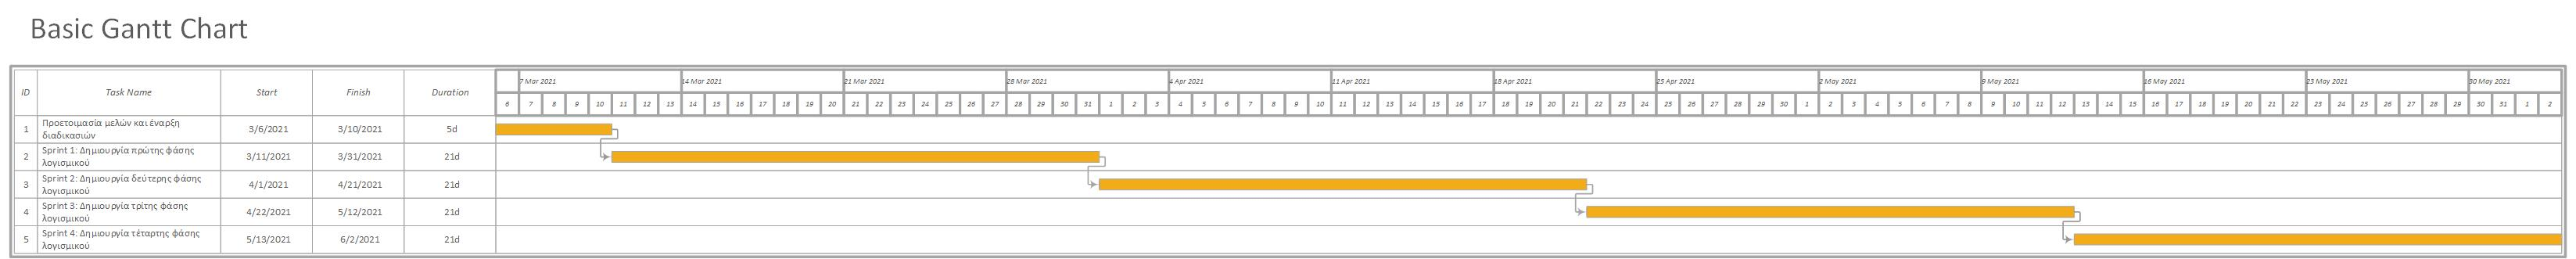 Basic Gantt Chart
ID Task Name Start Finish Duration
7 Mar 2021 14 Mar 2021 21 Mar 2021 28 Mar 2021 4 Apr 2021 11 Apr 2021 18 Apr 2021 25 Apr 2021 2 May 2021 9 May 2021 16 May 2021 23 May 2021 30 May 2021
6 7 8 9 10 11 12 13 14 15 16 17 18 19 20 21 22 23 24 25 26 27 28 29 30 31 1 2 3 4 5 6 7 8 9 10 11 12 13 14 15 16 17 18 19 20 21 22 23 24 25 26 27 28 29 30 1 2 3 4 5 6 7 8 9 10 11 12 13 14 15 16 17 18 19 20 21 22 23 24 25 26 27 28 29 30 31 1 2
1 Προετοιμασία μελών και έναρξη
διαδικασιών
3/6/2021 3/10/2021 5d
2 Sprint 1: Δημιουργία πρώτης φάσης
λογισμικού
3/11/2021 3/31/2021 21d
3 Sprint 2: Δημιουργία δεύτερης φάσης
λογισμικού
4/1/2021 4/21/2021 21d
4 Sprint 3: Δημιουργία τρίτης φάσης
λογισμικού
4/22/2021 5/12/2021 21d
5 Sprint 4: Δημιουργία τέταρτης φάσης
λογισμικού
5/13/2021 6/2/2021 21d